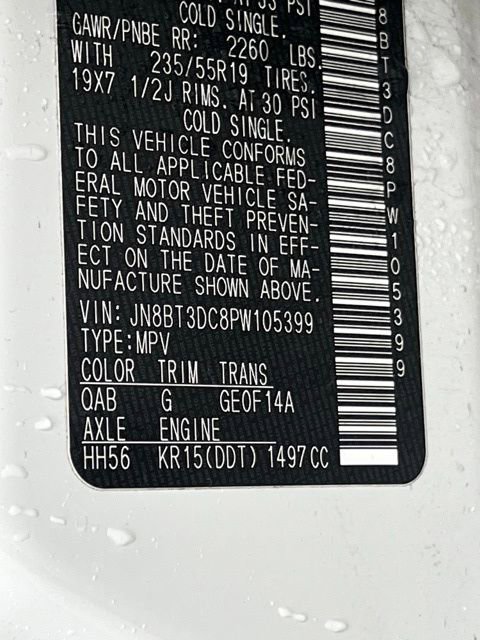 COLD SINGLE.
GAWR/PNBE RR: 2260 LBS.
WITH 235/55R19 TIRES.
19X7 1/2J RIMS. AT 30 PSI
COLD SINGLE.
THIS VEHICLE CONFORMS
TO ALL APPLICABLE FED-
ERAL MOTOR VEHICLE SA-
FETY AND THEFT PREVEN-
TION STANDARDS IN EFF-
ECT ON THE DATE OF MA-
NUFACTURE SHOWN ABOVE.
VIN: JN8BT3DC8PW105399
TYPE:MPV
COLOR TRIM TRANS
QAB G GE0F14A
AXLE ENGINE
HH56 KR15(DDT) 1497CC
8BT3DC8PW105399